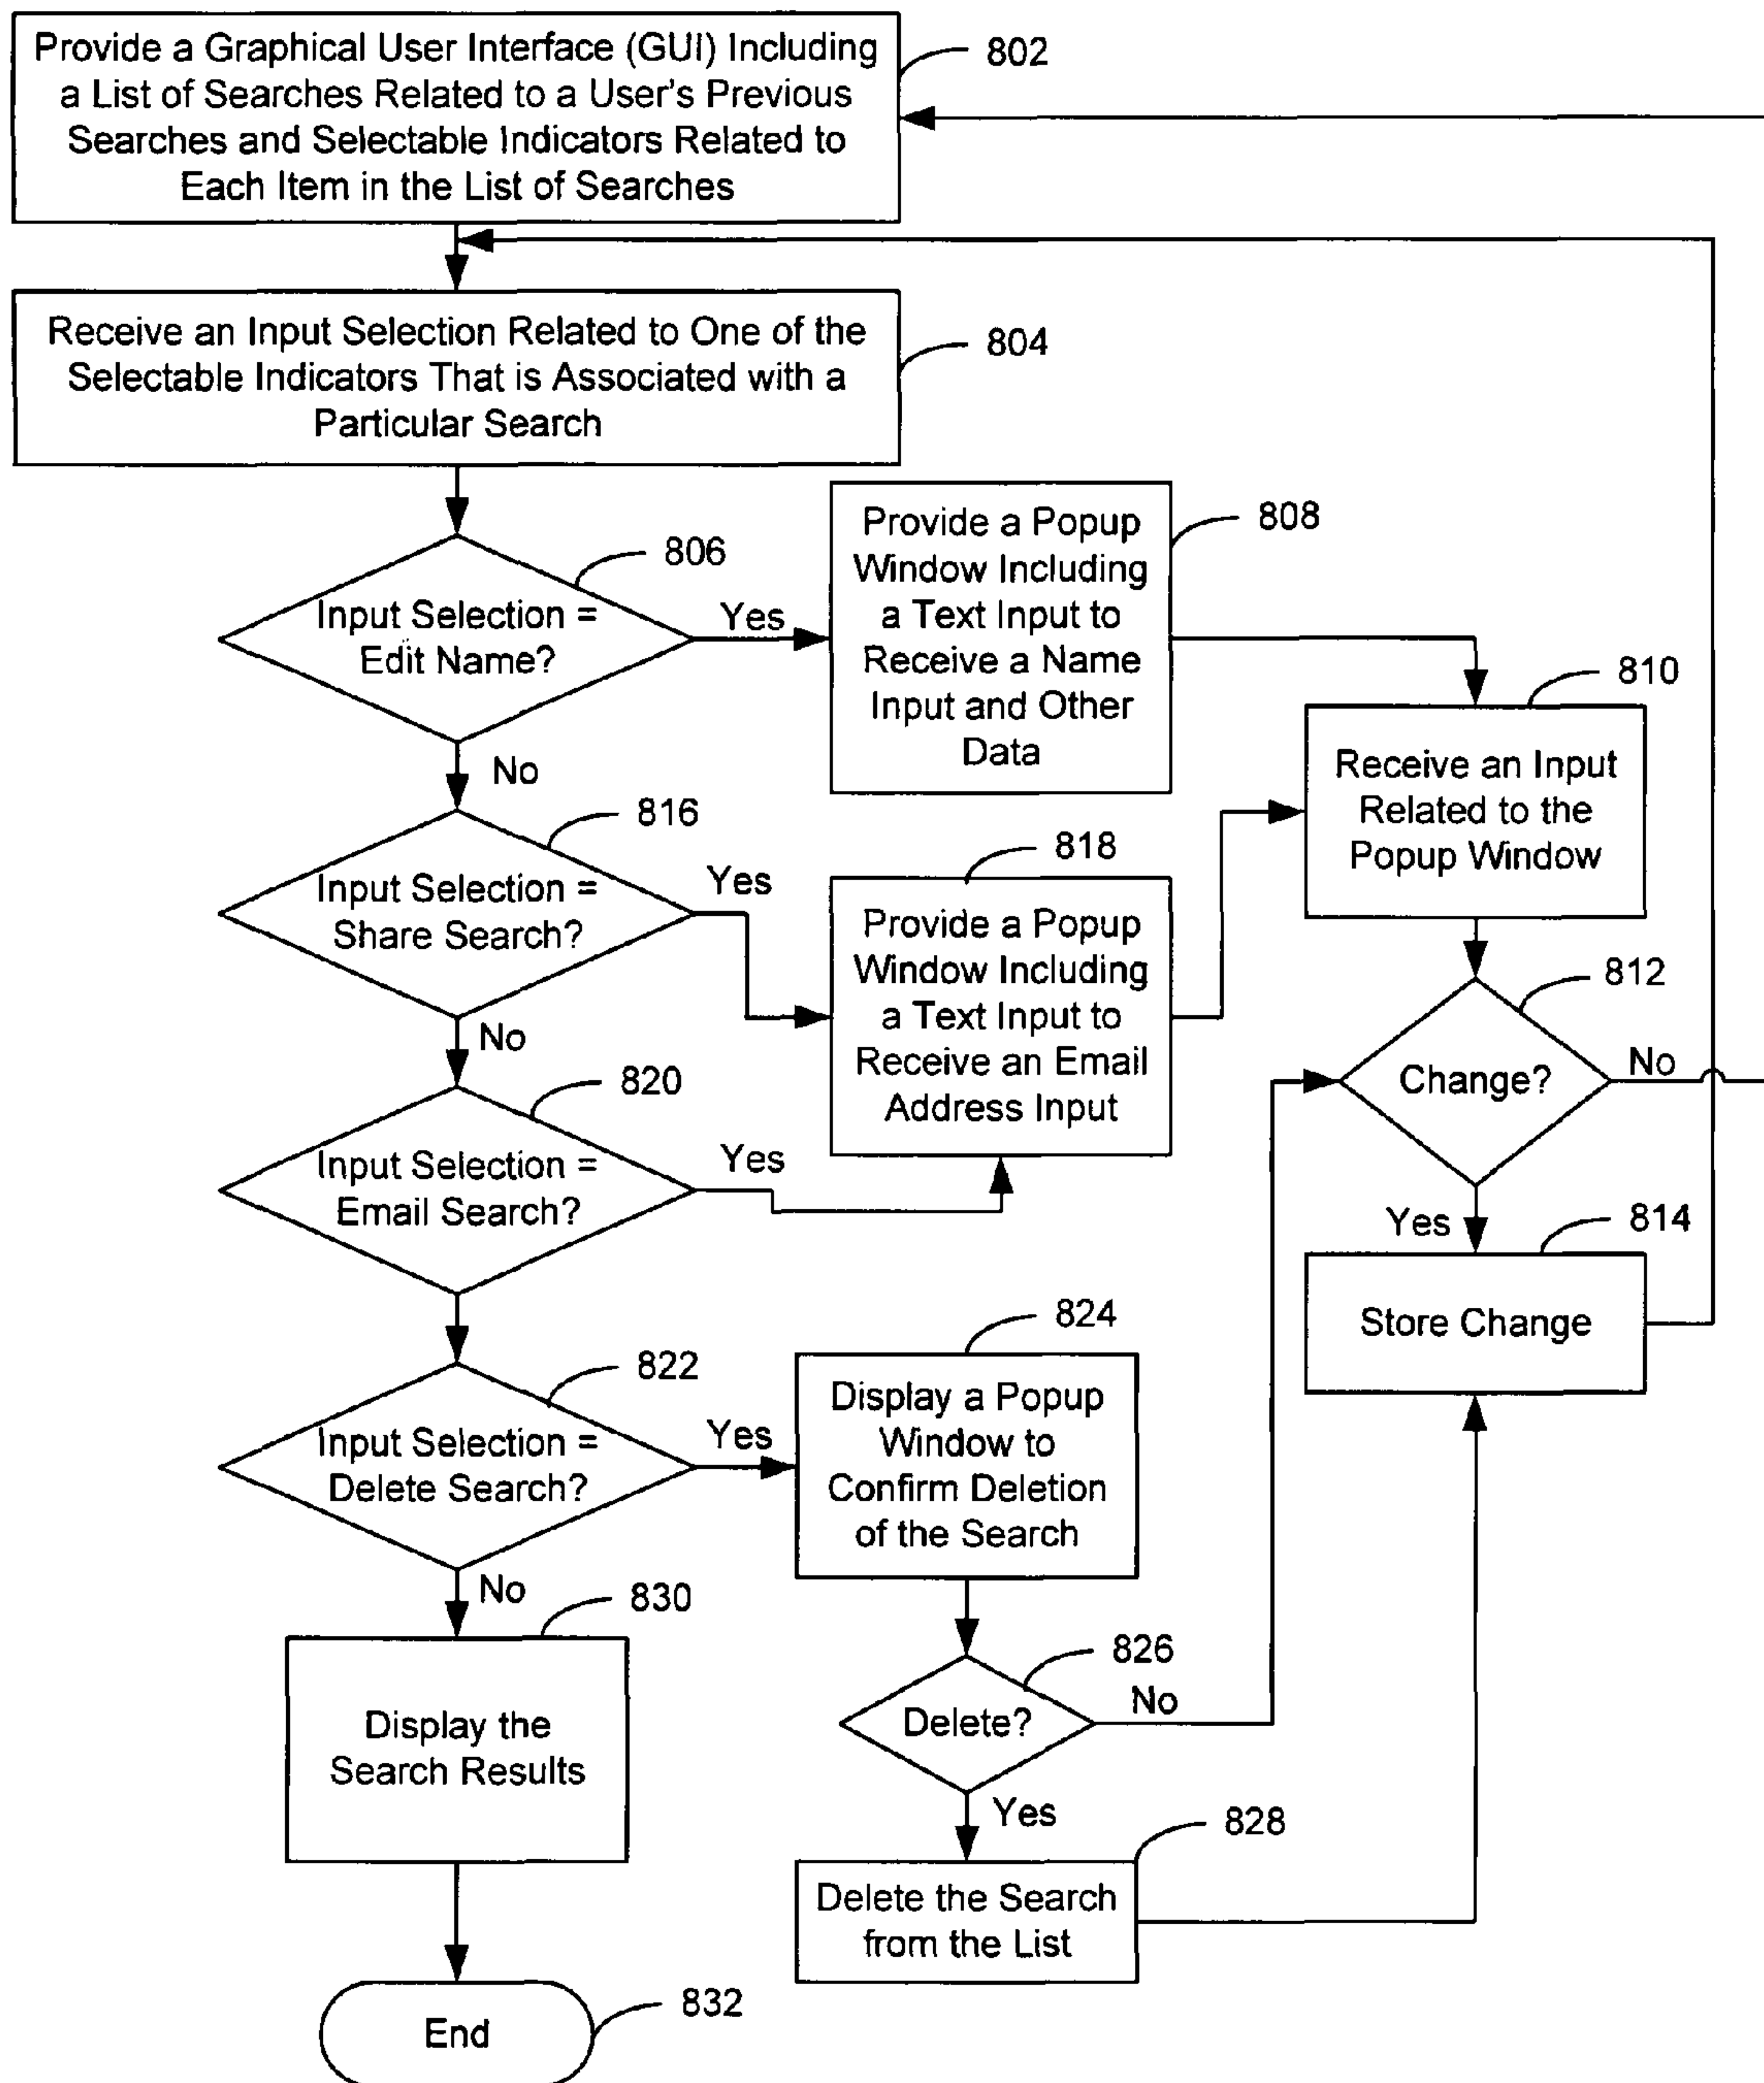 Provide a Graphical User Interface (GUI) Including
a List of Searches Related to a User's Previous
Searches and Selectable Indicators Related to
Each Item in the List of Searches
802
Receive an Input Selection Related to One of the
Selectable Indicators That is Associated with a
Particular Search
804
806
Input Selection =
Edit Name?
Yes
No
808
Provide a Popup
Window Including
a Text Input to
Receive a Name
Input and Other
Data
810
Receive an Input
Related to the
Popup Window
816
Input Selection =
Share Search?
Yes
No
818
Provide a Popup
Window Including
a Text Input to
Receive an Email
Address Input
812
Change?
No
Yes
814
Store Change
820
Input Selection =
Email Search?
Yes
822
Input Selection =
Delete Search?
Yes
No
824
Display a Popup
Window to
Confirm Deletion
of the Search
826
Delete?
No
Yes
828
Delete the Search
from the List
830
Display the
Search Results
832
End